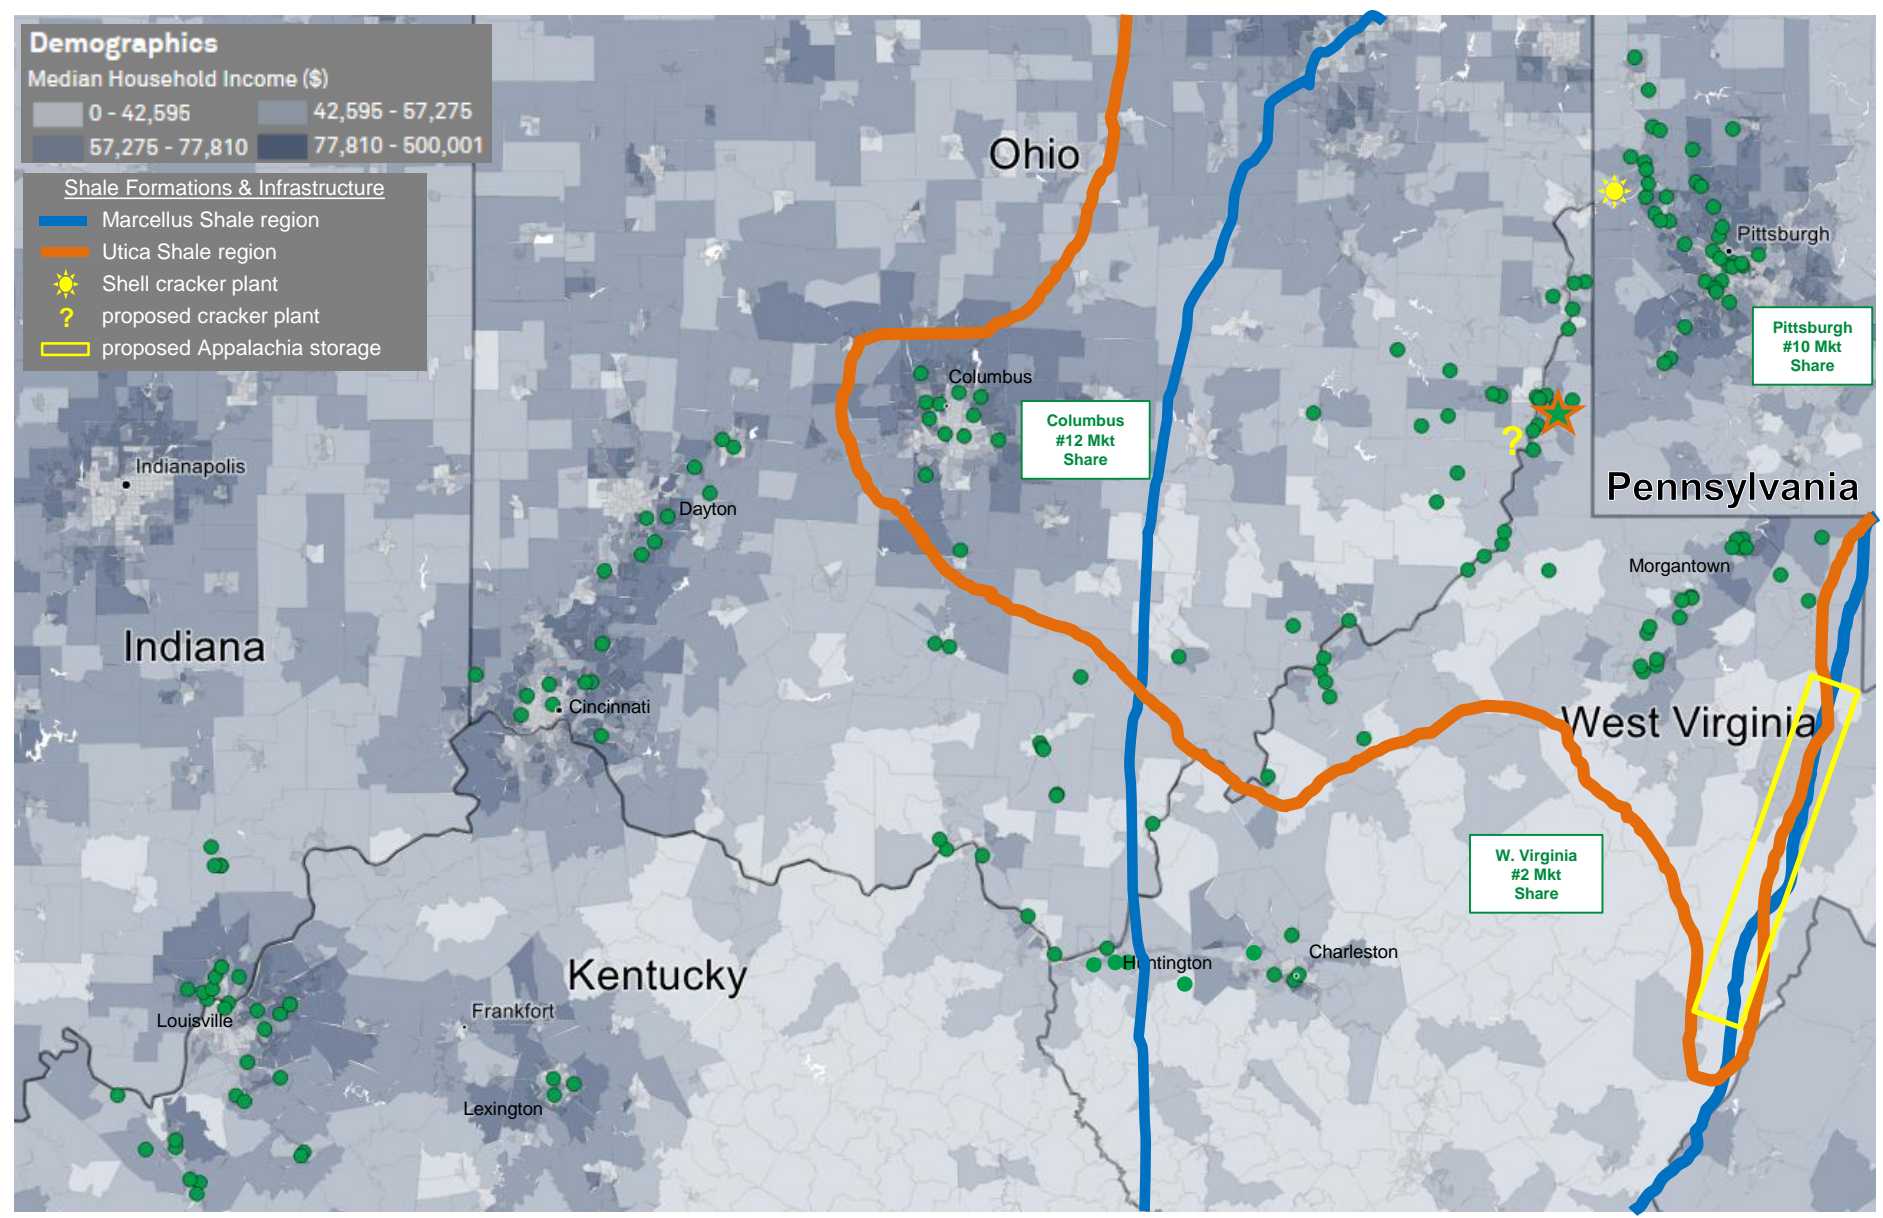 Demographics
Median Household Income ($)
0 - 42,595
42,595 - 57,275
57,275 - 77,810
77,810 - 500,001
Shale Formations & Infrastructure
Marcellus Shale region
Utica Shale region
Shell cracker plant
? proposed cracker plant
proposed Appalachia storage
Ohio
Pittsburgh
Pittsburgh
#10 Mkt
Share
Columbus
Columbus
#12 Mkt
Share
?
Indianapolis
Pennsylvania
Dayton
Morgantown
Indiana
Cincinnati
West Virginia
W. Virginia
#2 Mkt
Share
Charleston
Huntington
Kentucky
Frankfort
Louisville
Lexington